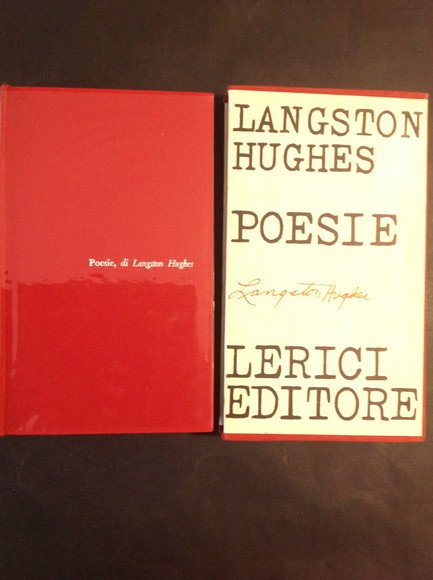 Poesie, di Langston Hughes
LANGSTON
HUGHES
POESIE
Langston Hughes
LERICI
EDITORE